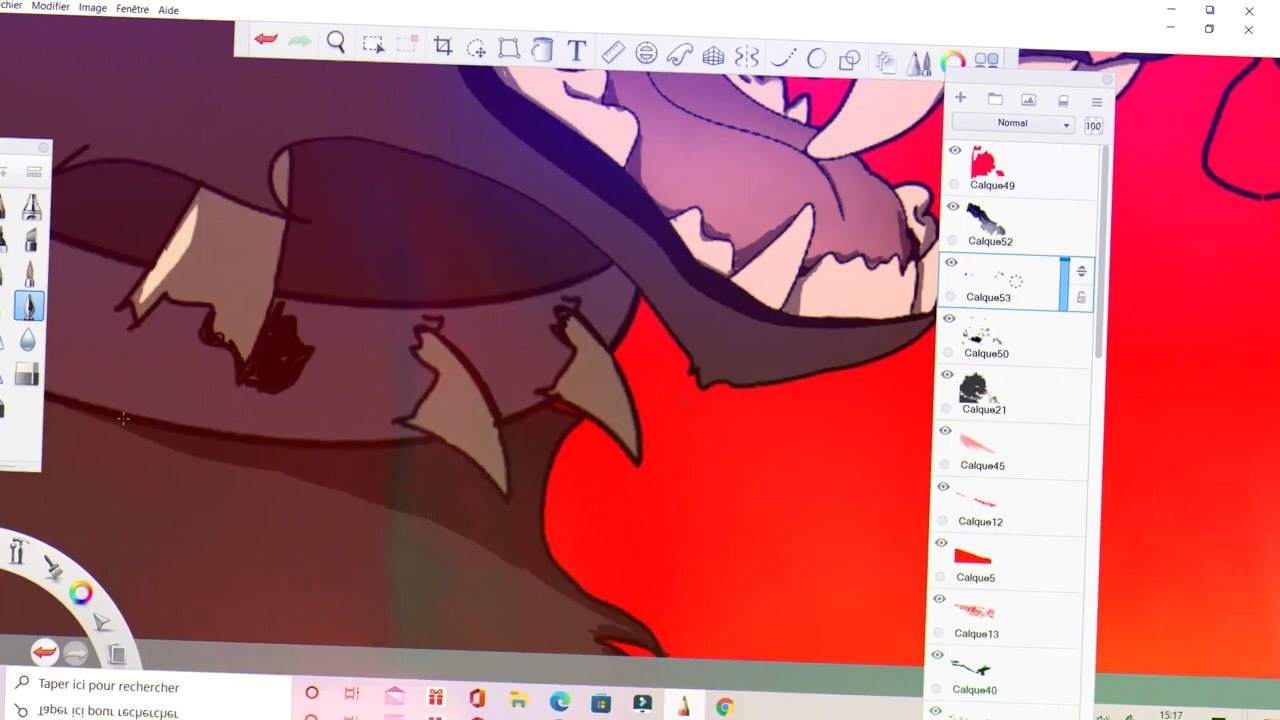 ichier Modifier Image Fenêtre Aide
T
Normal
100
Calque49
Calque52
Calque53
Calque50
Calque21
Calque45
Calque12
Calque5
Calque13
Calque40
Taper ici pour rechercher
Taper ici pour rechercher
15:17